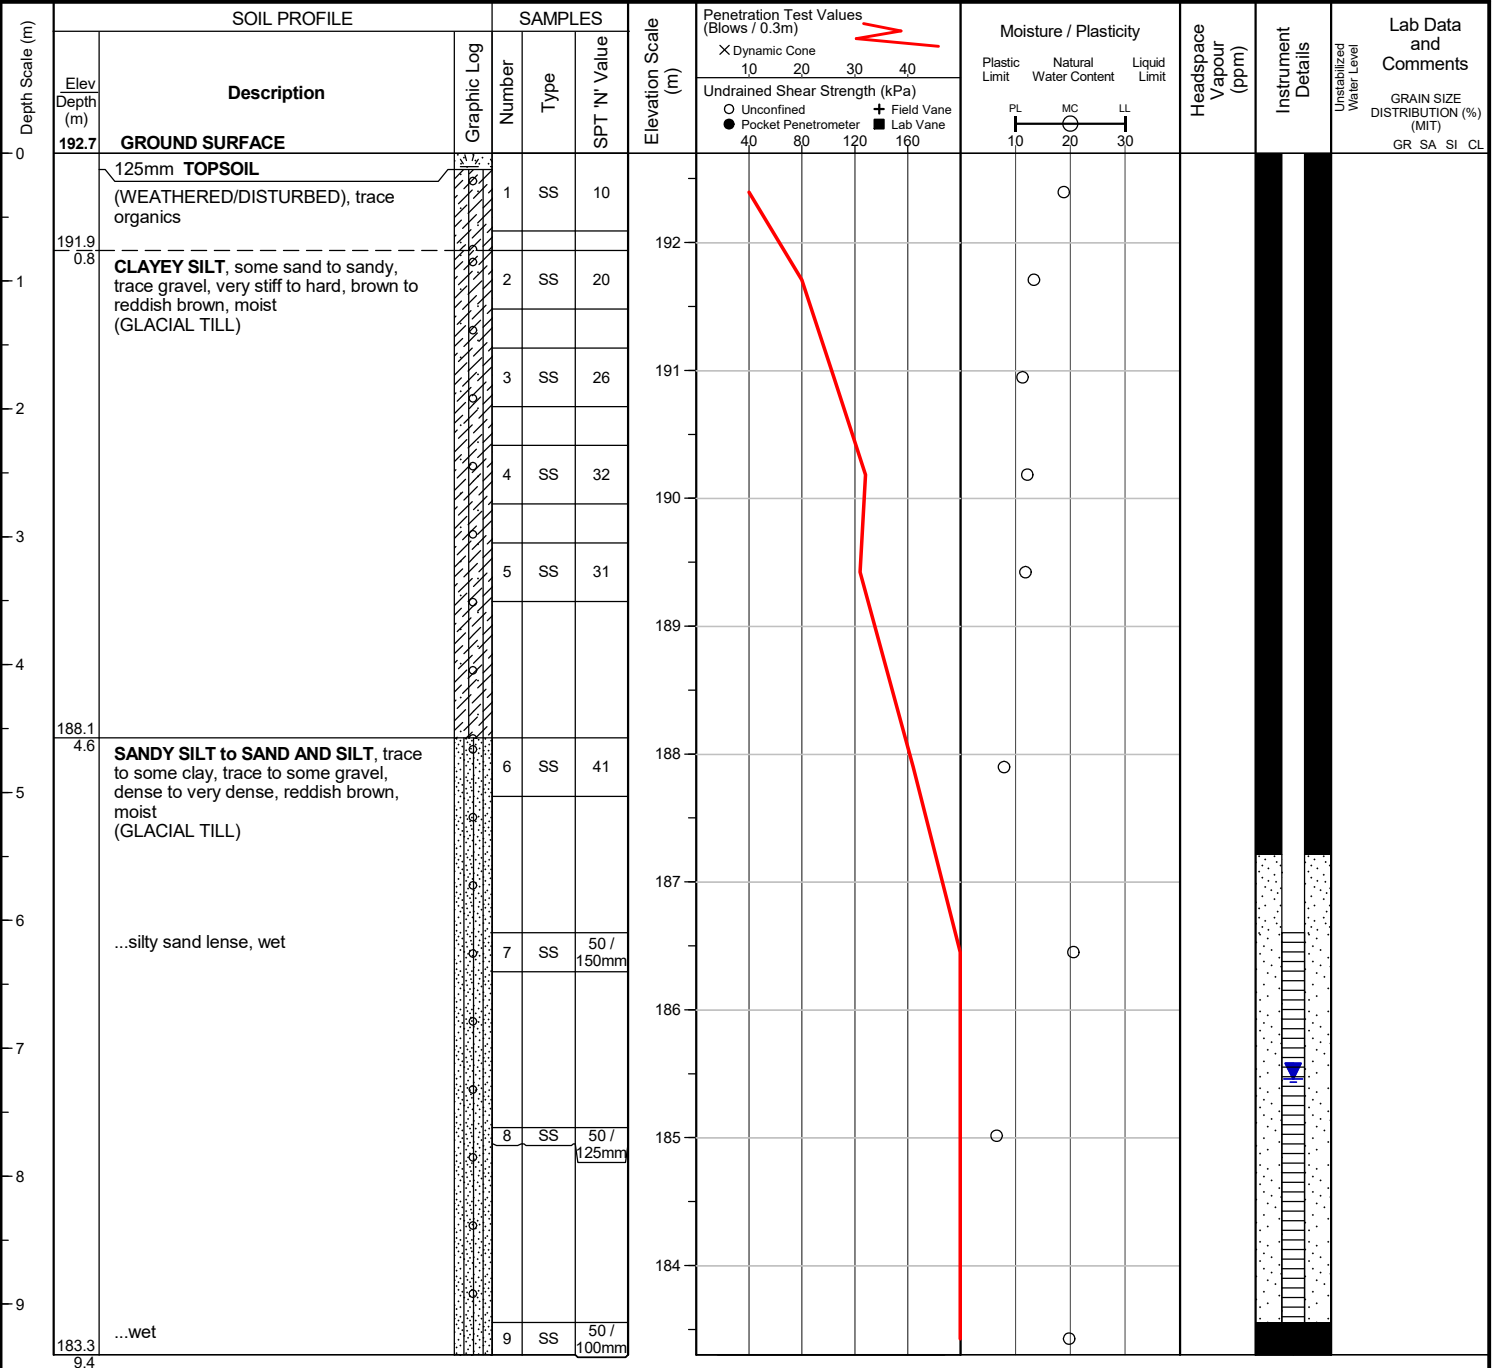 SOIL PROFILE
SAMPLES
Depth Scale (m)
Elev
Depth
(m)
Description
Graphic Log
Number
Type
SPT 'N' Value
Elevation Scale
(m)
Penetration Test Values
(Blows / 0.3m)
Dynamic Cone
10 20 30 40
Undrained Shear Strength (kPa)
Unconfined
Field Vane
Pocket Penetrometer
Lab Vane
40 80 120 160
Moisture / Plasticity
Plastic
Limit
Natural
Water Content
Liquid
Limit
PL MC LL
10 20 30
Headspace
Vapour
(ppm)
Instrument
Details
Unstabilized
Water Level
Lab Data
and
Comments
GRAIN SIZE
DISTRIBUTION (%)
(MIT)
GR SA SI CL
192.7 GROUND SURFACE
0
125mm TOPSOIL
(WEATHERED/DISTURBED), trace
organics
1 SS 10
191.9
0.8
192
CLAYEY SILT, some sand to sandy,
trace gravel, very stiff to hard, brown to
reddish brown, moist
(GLACIAL TILL)
1
2 SS 20
191
3 SS 26
2
4 SS 32
190
3
5 SS 31
189
4
188.1
4.6
SANDY SILT to SAND AND SILT, trace
to some clay, trace to some gravel,
dense to very dense, reddish brown,
moist
(GLACIAL TILL)
188
6 SS 41
5
187
6
...silty sand lense, wet
7 SS 50 /
150mm
186
7
8 SS 50 /
125mm
185
8
184
9
...wet
9 SS 50 /
100mm
183.3
9.4